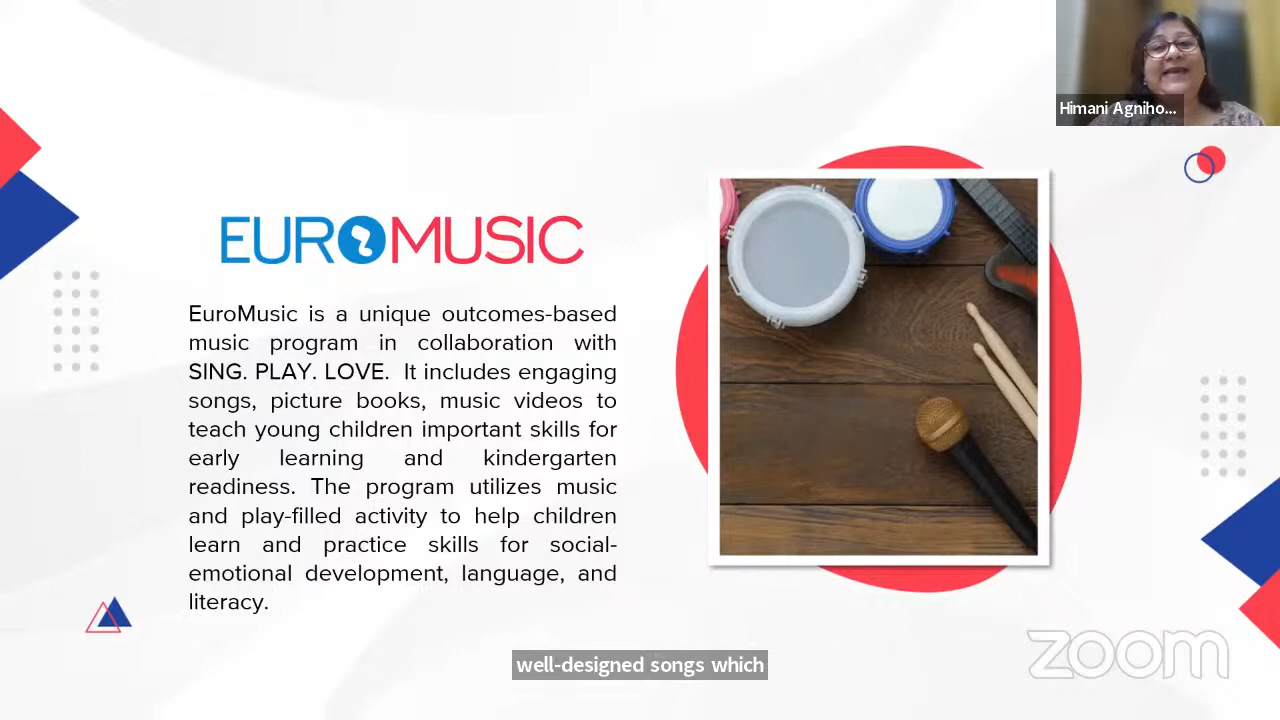 Himani Agniho...
EUROMUSIC
EuroMusic is a unique outcomes-based
music program in collaboration with
SING. PLAY. LOVE. It includes engaging
songs, picture books, music videos to
teach young children important skills for
early learning and kindergarten
readiness. The program utilizes music
and play-filled activity to help children
learn and practice skills for social-
emotional development, language, and
literacy.
well-designed songs which
zoom